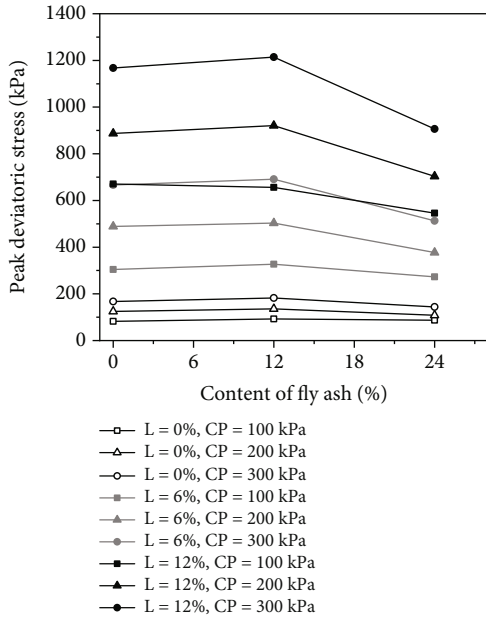 1400
1200
1000
800
600
400
200
0
Peak deviatoric stress (kPa)
0 6 12 18 24
Content of fly ash (%)
L = 0%, CP = 100 kPa
L = 0%, CP = 200 kPa
L = 0%, CP = 300 kPa
L = 6%, CP = 100 kPa
L = 6%, CP = 200 kPa
L = 6%, CP = 300 kPa
L = 12%, CP = 100 kPa
L = 12%, CP = 200 kPa
L = 12%, CP = 300 kPa